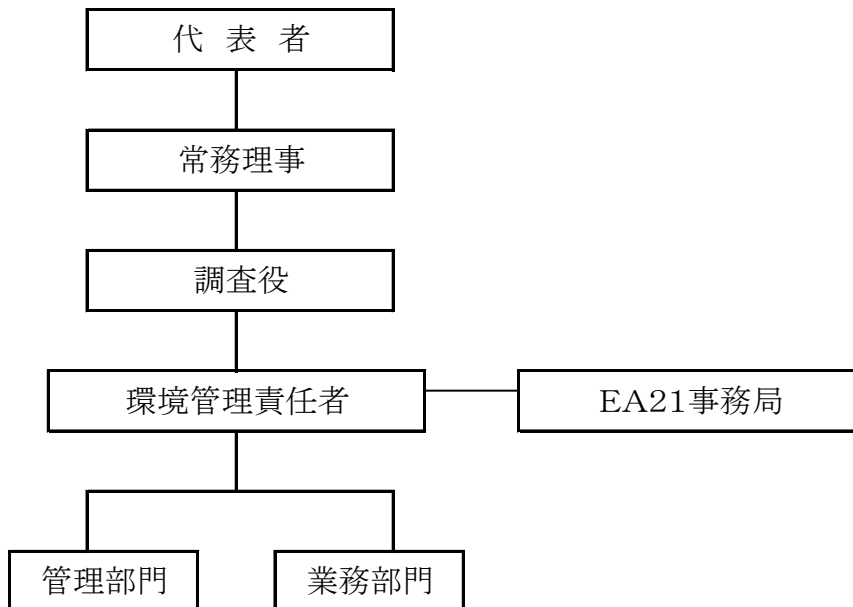 代 表 者
常務理事
調査役
環境管理責任者
EA21事務局
管理部門
業務部門